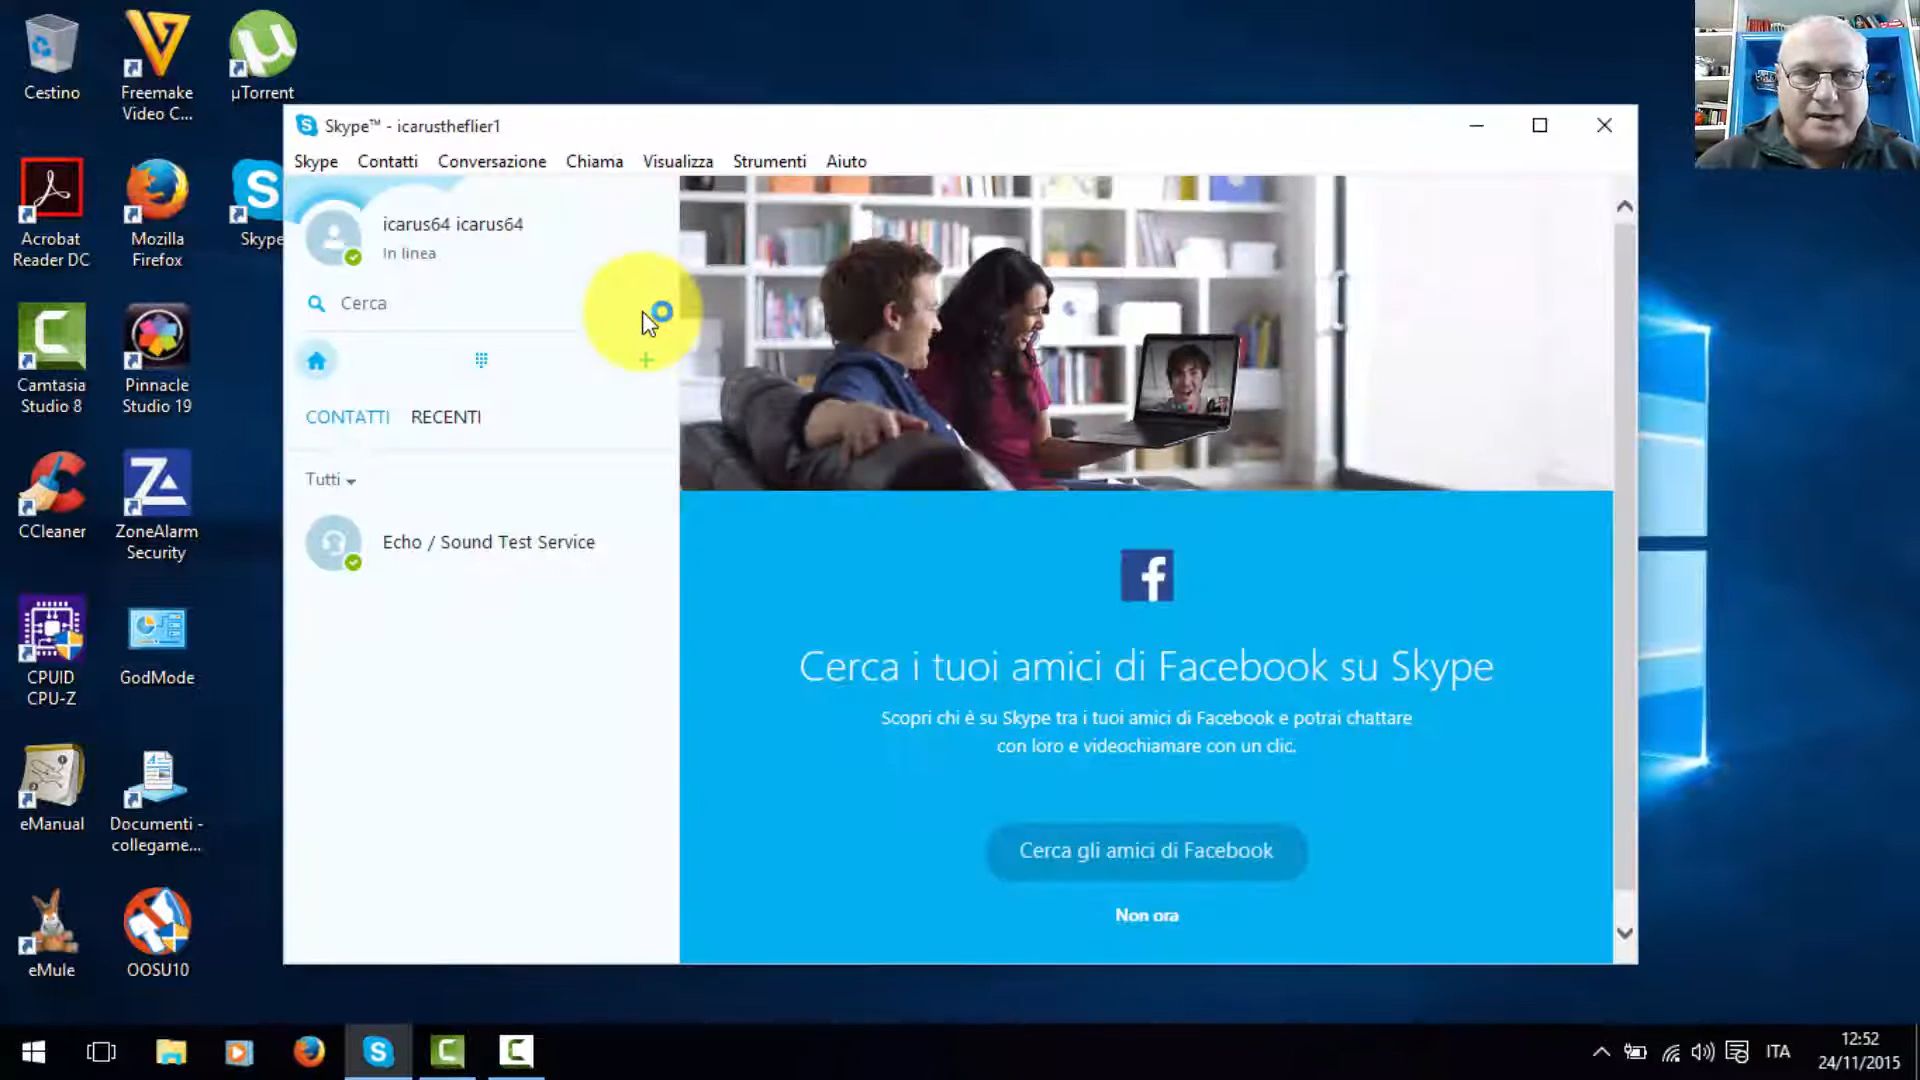 Cestino
Freemake
Video C...
µTorrent
Acrobat
Reader DC
Mozilla
Firefox
Skype
Camtasia
Studio 8
Pinnacle
Studio 19
CCleaner
ZoneAlarm
Security
CPUID
CPU-Z
GodMode
eManual
Documenti -
collegame...
eMule
OOSU10
Skype™ - icarustheflier1
Skype Contatti Conversazione Chiama Visualizza Strumenti Aiuto
icarus64 icarus64
In linea
Cerca
CONTATTI RECENTI
Tutti
Echo / Sound Test Service
Cerca i tuoi amici di Facebook su Skype
Scopri chi è su Skype tra i tuoi amici di Facebook e potrai chattare
con loro e videochiamare con un clic.
Cerca gli amici di Facebook
Non ora
ITA
12:52
24/11/2015